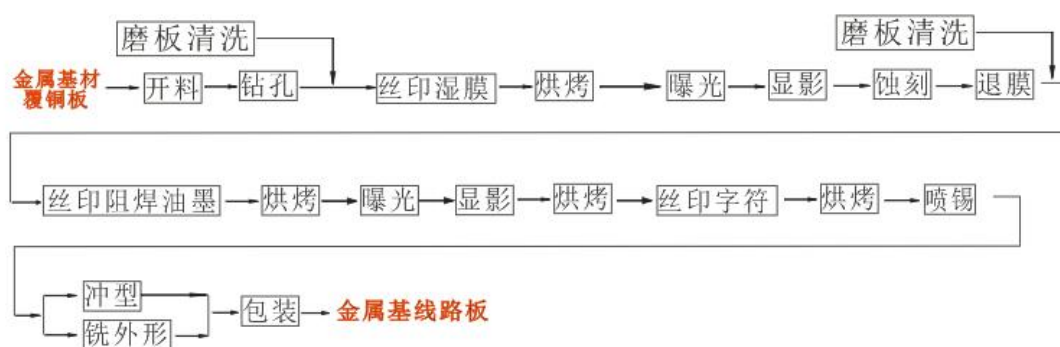 磨板清洗
磨板清洗
金属基材
覆铜板
开料 钻孔 丝印湿膜 烘烤 曝光 显影 蚀刻 退膜
丝印阻焊油墨 烘烤 曝光 显影 烘烤 丝印字符 烘烤 喷锡
冲型
铣外形
包装 金属基线路板